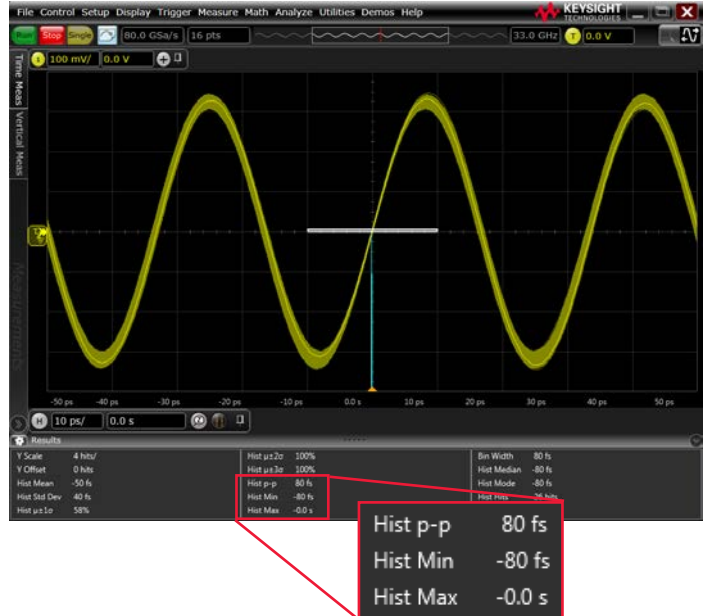 File Control Setup Display Trigger Measure Math Analyze Utilities Demos Help KEYSIGHT
TECHNOLOGIES
Run Stop Single 80.0 GSa/s 16 pts 33.0 GHz T 0.0 V
1 100 mV/ 0.0 V
Time Meas
Vertical Meas
Measurements
-50 ps -40 ps -30 ps -20 ps -10 ps 0.0 s 10 ps 20 ps 30 ps 40 ps 50 ps
H 10 ps/ 0.0 s
Results
Y Scale 4 hits/ Hist µ±2σ 100% Bin Width 80 fs
Y Offset 0 hits Hist µ±3σ 100% Hist Median -80 fs
Hist Mean -50 fs Hist p-p 80 fs Hist Mode -80 fs
Hist Std Dev 40 fs Hist Min -80 fs Hist Hits 26 hits
Hist µ±1σ 58% Hist Max -0.0 s
Hist p-p 80 fs
Hist Min -80 fs
Hist Max -0.0 s